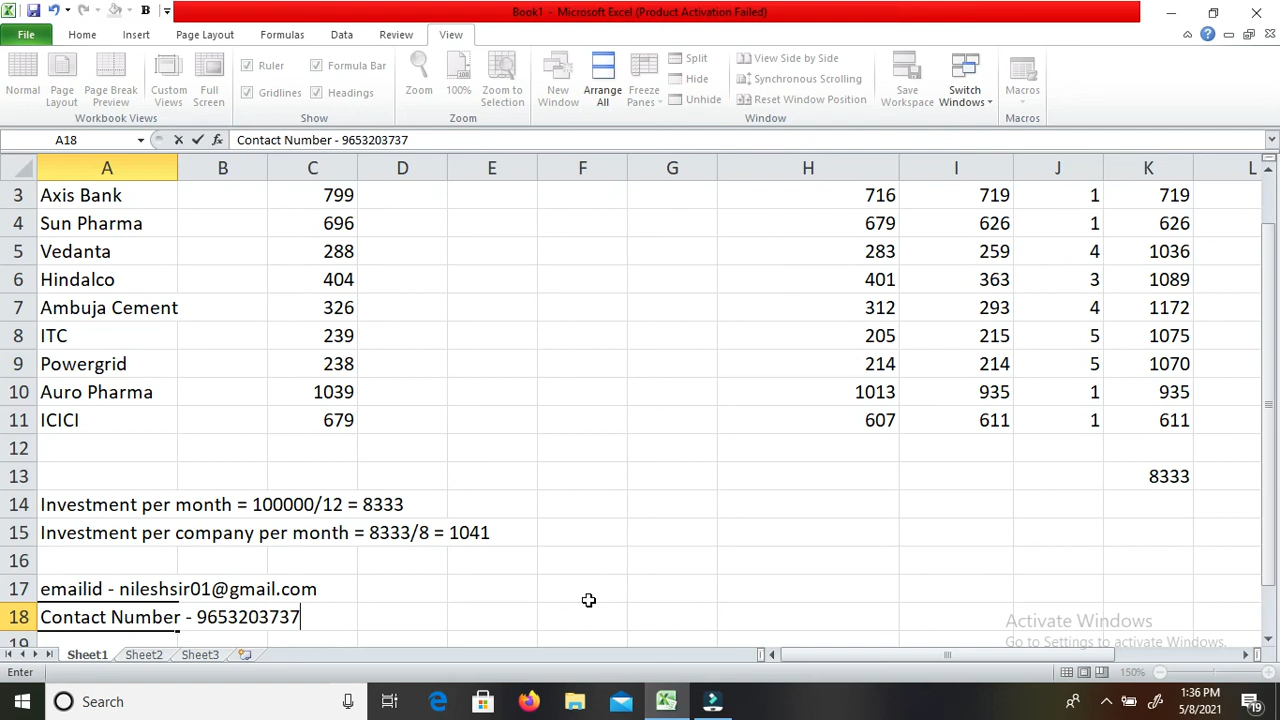 Book1 - Microsoft Excel (Product Activation Failed)
File Home Insert Page Layout Formulas Data Review View
Normal Page Layout Page Break Preview Custom Views Full Screen
Workbook Views
Ruler Formula Bar
Gridlines Headings
Show
Zoom 100% Zoom to Selection
Zoom
New Window Arrange All Freeze Panes
Split
Hide
Unhide
View Side by Side
Synchronous Scrolling
Reset Window Position
Save Workspace Switch Windows
Window
Macros
Macros
A18 fx Contact Number - 9653203737
A B C D E F G H I J K L
3 Axis Bank 799 716 719 1 719
4 Sun Pharma 696 679 626 1 626
5 Vedanta 288 283 259 4 1036
6 Hindalco 404 401 363 3 1089
7 Ambuja Cement 326 312 293 4 1172
8 ITC 239 205 215 5 1075
9 Powergrid 238 214 214 5 1070
10 Auro Pharma 1039 1013 935 1 935
11 ICICI 679 607 611 1 611
12
13 8333
14 Investment per month = 100000/12 = 8333
15 Investment per company per month = 8333/8 = 1041
16
17 emailid - nileshsir01@gmail.com
18 Contact Number - 9653203737
19
Activate Windows
Go to Settings to activate Windows.
Sheet1 Sheet2 Sheet3
Enter 150%
Search
1:36 PM
5/8/2021
19